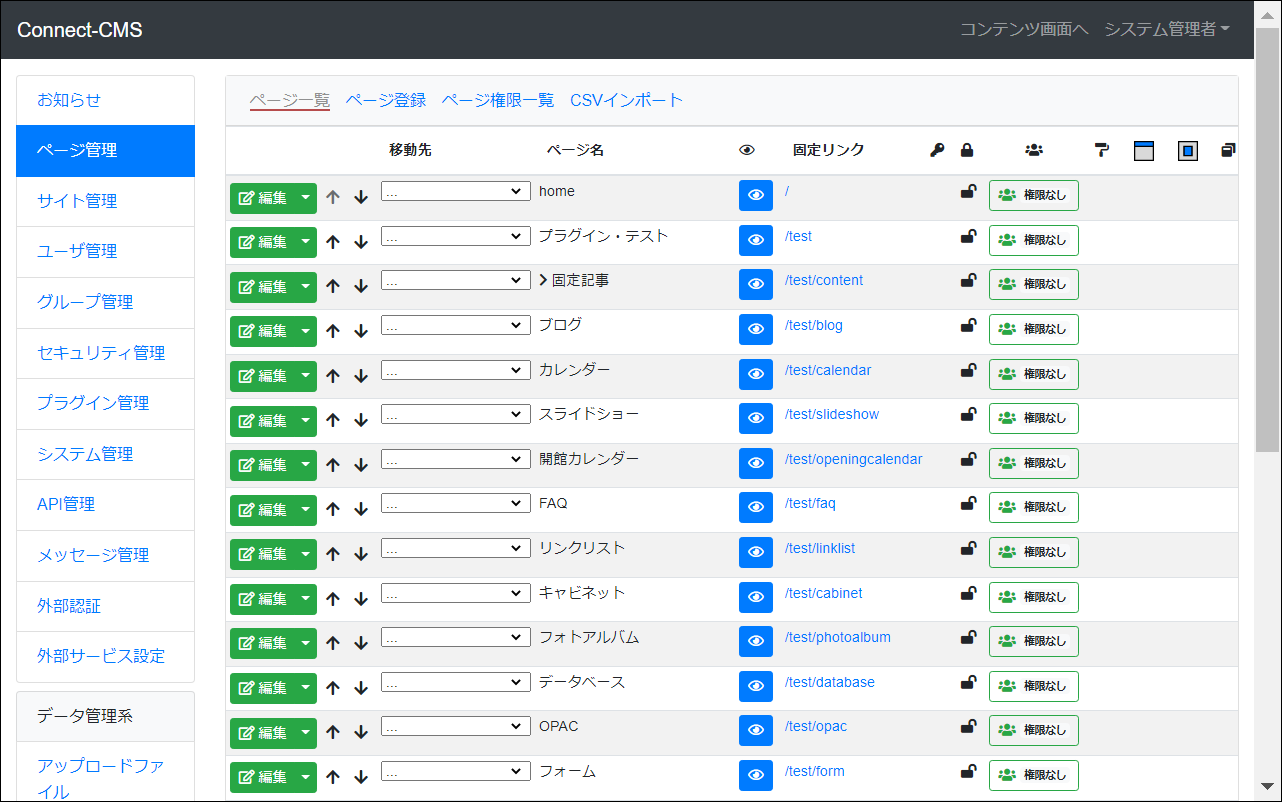 Connect-CMS
コンテンツ画面へ システム管理者
お知らせ
ページ管理
サイト管理
ユーザ管理
グループ管理
セキュリティ管理
プラグイン管理
システム管理
API管理
メッセージ管理
外部認証
外部サービス設定
データ管理系
アップロードファ
イル
ページ一覧 ページ登録 ページ権限一覧 CSVインポート
移動先 ページ名 固定リンク
編集 ... home / 権限なし
編集 ... プラグイン・テスト /test 権限なし
編集 ... 固定記事 /test/content 権限なし
編集 ... ブログ /test/blog 権限なし
編集 ... カレンダー /test/calendar 権限なし
編集 ... スライドショー /test/slideshow 権限なし
編集 ... 開館カレンダー /test/openingcalendar 権限なし
編集 ... FAQ /test/faq 権限なし
編集 ... リンクリスト /test/linklist 権限なし
編集 ... キャビネット /test/cabinet 権限なし
編集 ... フォトアルバム /test/photoalbum 権限なし
編集 ... データベース /test/database 権限なし
編集 ... OPAC /test/opac 権限なし
編集 ... フォーム /test/form 権限なし